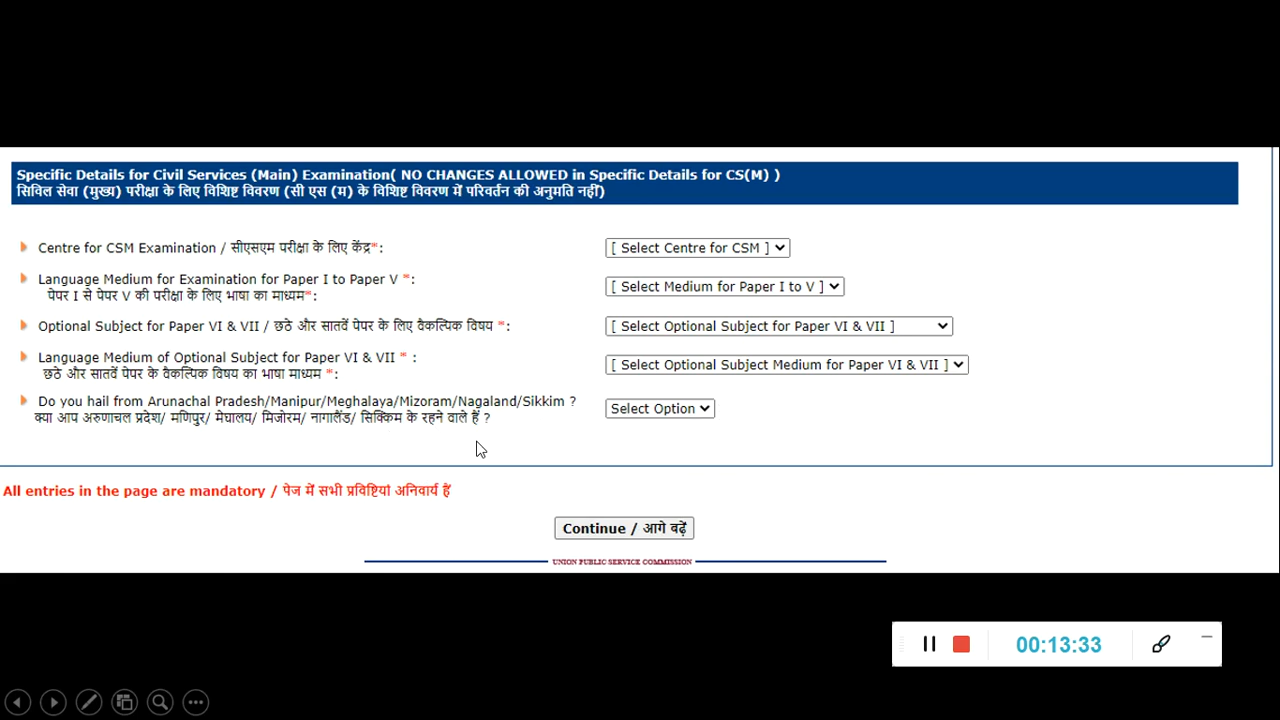 Specific Details for Civil Services (Main) Examination( NO CHANGES ALLOWED in Specific Details for CS(M) )
सिविल सेवा (मुख्य) परीक्षा के लिए विशिष्ट विवरण (सी एस (म) के विशिष्ट विवरण में परिवर्तन की अनुमति नहीं)
Centre for CSM Examination / सीएसएम परीक्षा के लिए केंद्र*: [ Select Centre for CSM ]
Language Medium for Examination for Paper I to Paper V *:
पेपर I से पेपर V की परीक्षा के लिए भाषा का माध्यम*: [ Select Medium for Paper I to V ]
Optional Subject for Paper VI & VII / छठे और सातवें पेपर के लिए वैकल्पिक विषय *: [ Select Optional Subject for Paper VI & VII ]
Language Medium of Optional Subject for Paper VI & VII * :
छठे और सातवें पेपर के वैकल्पिक विषय का भाषा माध्यम *: [ Select Optional Subject Medium for Paper VI & VII ]
Do you hail from Arunachal Pradesh/Manipur/Meghalaya/Mizoram/Nagaland/Sikkim ?
क्या आप अरुणाचल प्रदेश/ मणिपुर/ मेघालय/ मिजोरम/ नागालैंड/ सिक्किम के रहने वाले हैं ? Select Option
All entries in the page are mandatory / पेज में सभी प्रविष्टियां अनिवार्य हैं
Continue / आगे बढ़ें
UNION PUBLIC SERVICE COMMISSION
00:13:33